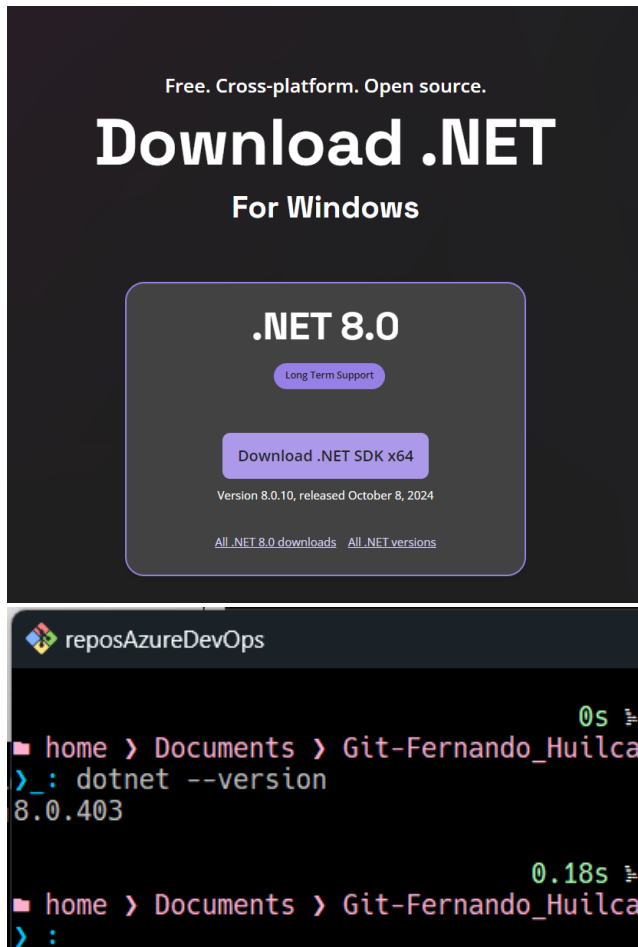 Free. Cross-platform. Open source.
Download .NET
For Windows
.NET 8.0
Long Term Support
Download .NET SDK x64
Version 8.0.10, released October 8, 2024
All .NET 8.0 downloads All .NET versions
reposAzureDevOps
0s
home ❯ Documents ❯ Git-Fernando_Huilca
❯_: dotnet --version
8.0.403
0.18s
home ❯ Documents ❯ Git-Fernando_Huilca
❯ :